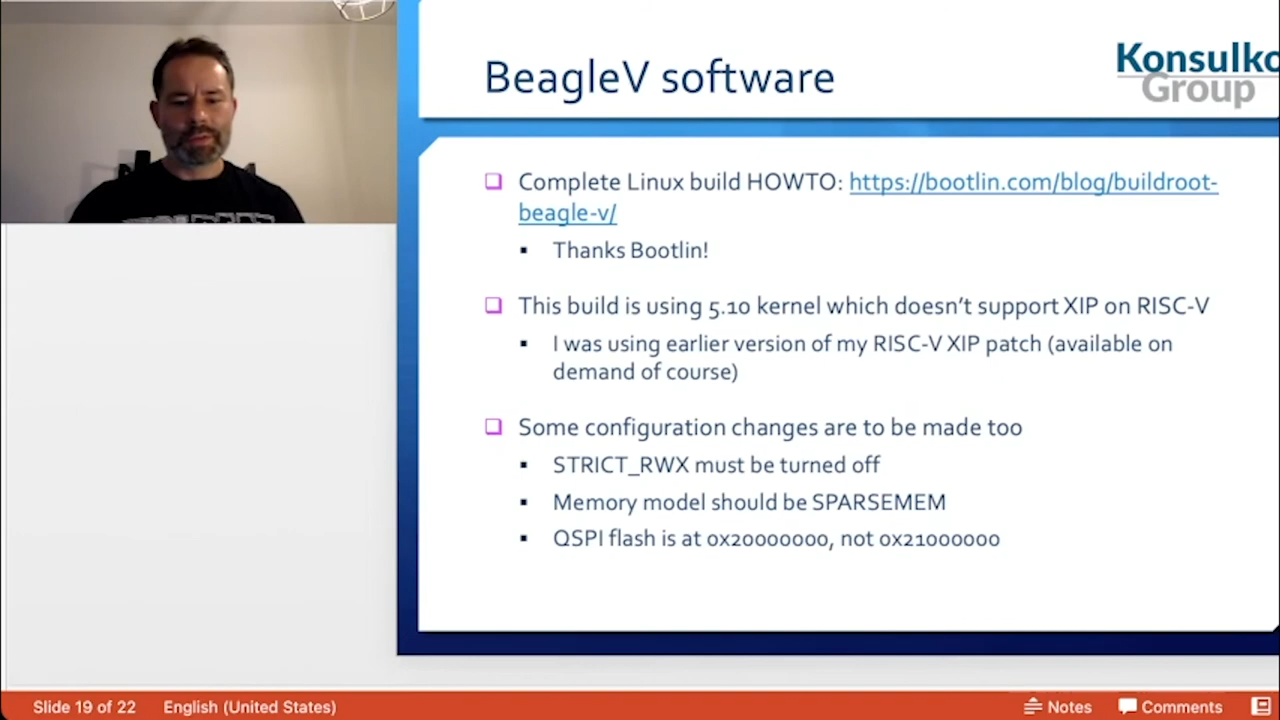 BeagleV software
Konsulko
Group
❑ Complete Linux build HOWTO: https://bootlin.com/blog/buildroot-
beagle-v/
▪ Thanks Bootlin!
❑ This build is using 5.10 kernel which doesn't support XIP on RISC-V
▪ I was using earlier version of my RISC-V XIP patch (available on
demand of course)
❑ Some configuration changes are to be made too
▪ STRICT_RWX must be turned off
▪ Memory model should be SPARSEMEM
▪ QSPI flash is at 0x20000000, not 0x21000000
Slide 19 of 22 English (United States) Notes Comments